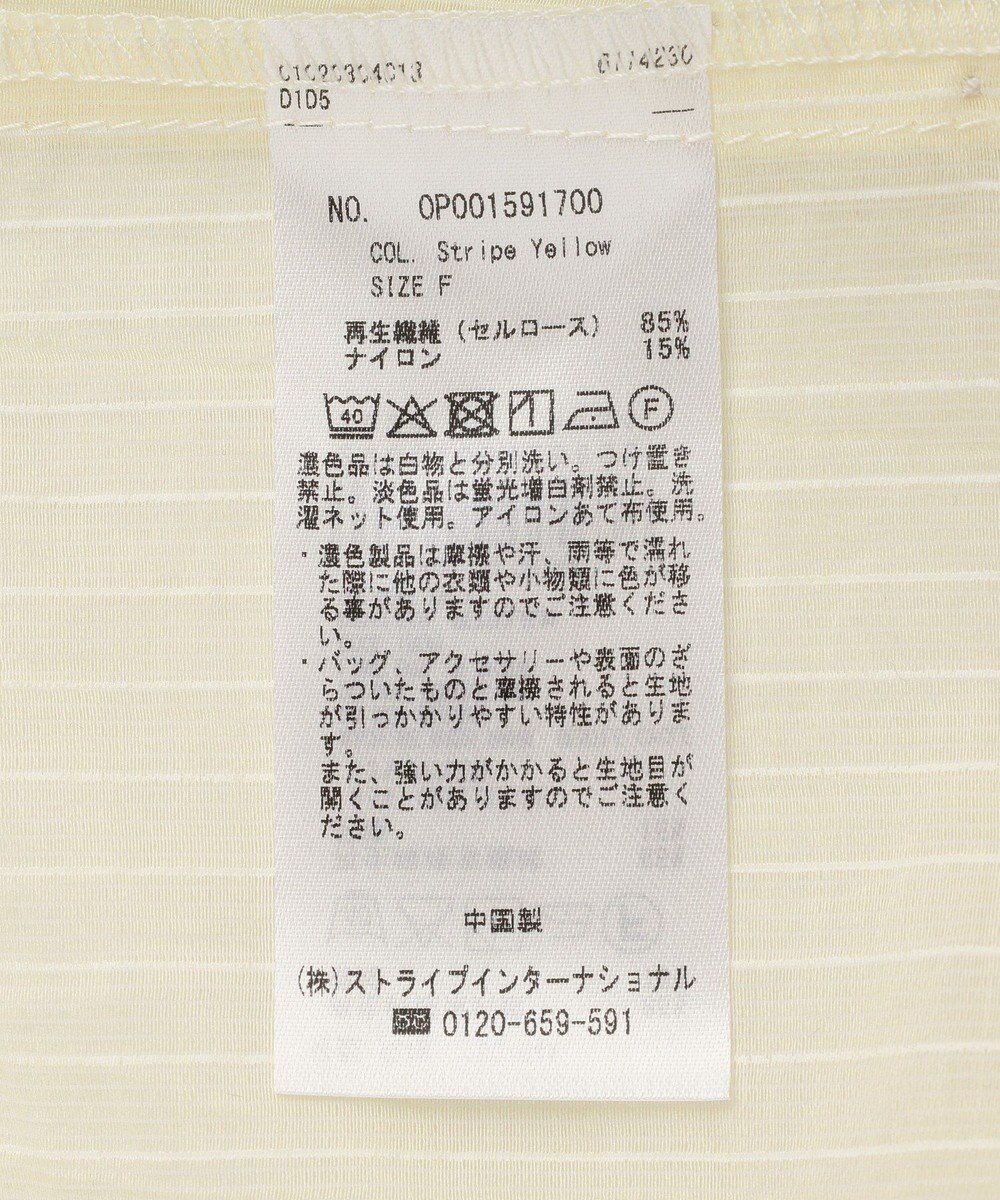 01020304013 6774230
D1D5
NO. OP001591700
COL. Stripe Yellow
SIZE F
再生繊維(セルロース) 85%
ナイロン 15%
40 F
濃色品は白物と分別洗い。つけ置き
禁止。淡色品は蛍光増白剤禁止。洗
濯ネット使用。アイロンあて布使用。
・濃色製品は摩擦や汗、雨等で濡れ
た際に他の衣類や小物類に色が移
る事がありますのでご注意くださ
い。
・バッグ、アクセサリーや表面のざ
らついたものと摩擦されると生地
が引っかかりやすい特性がありま
す。
また、強い力がかかると生地目が
開くことがありますのでご注意く
ださい。
中国製
(株)ストライプインターナショナル
0120-659-591